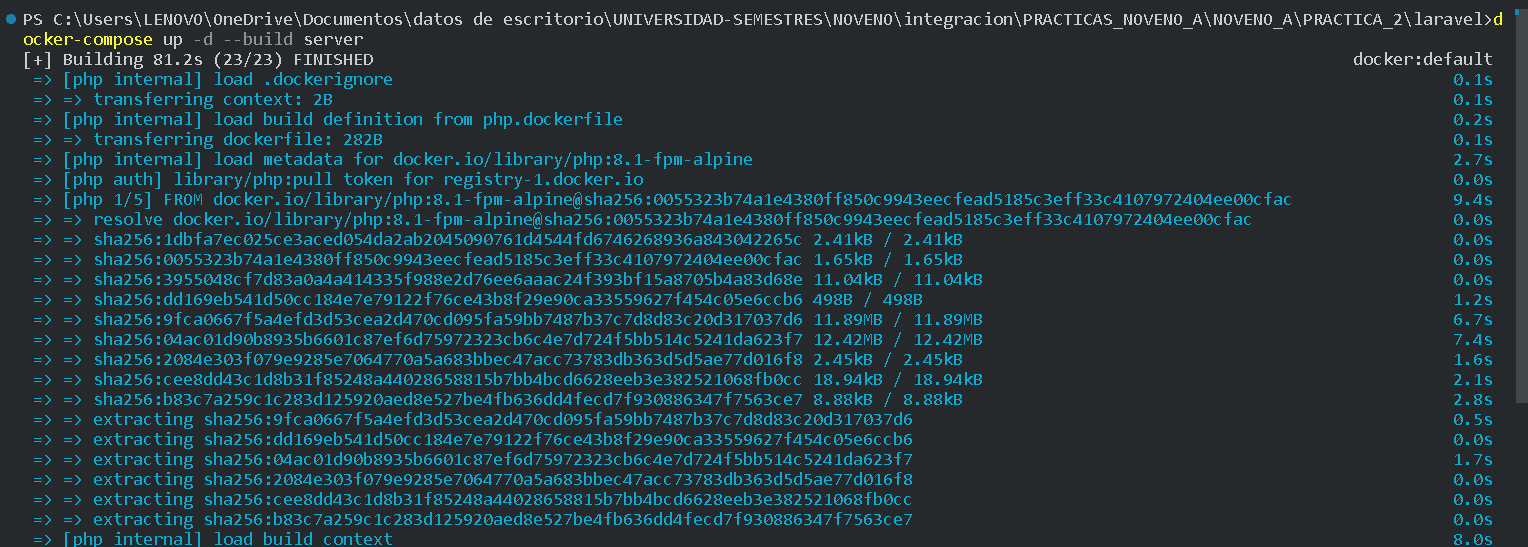 PS C:\Users\LENOVO\OneDrive\Documentos\datos de escritorio\UNIVERSIDAD-SEMESTRES\NOVENO\integracion\PRACTICAS_NOVENO_A\NOVENO_A\PRACTICA_2\laravel>d
ocker-compose up -d --build server
[+] Building 81.2s (23/23) FINISHED docker:default
=> [php internal] load .dockerignore 0.1s
=> => transferring context: 2B 0.1s
=> [php internal] load build definition from php.dockerfile 0.2s
=> => transferring dockerfile: 282B 0.1s
=> [php internal] load metadata for docker.io/library/php:8.1-fpm-alpine 2.7s
=> [php auth] library/php:pull token for registry-1.docker.io 0.0s
=> [php 1/5] FROM docker.io/library/php:8.1-fpm-alpine@sha256:0055323b74a1e4380ff850c9943eecfead5185c3eff33c4107972404ee00cfac 9.4s
=> => resolve docker.io/library/php:8.1-fpm-alpine@sha256:0055323b74a1e4380ff850c9943eecfead5185c3eff33c4107972404ee00cfac 0.0s
=> => sha256:1dbfa7ec025ce3aced054da2ab2045090761d4544fd6746268936a843042265c 2.41kB / 2.41kB 0.0s
=> => sha256:0055323b74a1e4380ff850c9943eecfead5185c3eff33c4107972404ee00cfac 1.65kB / 1.65kB 0.0s
=> => sha256:3955048cf7d83a0a4a414335f988e2d76ee6aaac24f393bf15a8705b4a83d68e 11.04kB / 11.04kB 0.0s
=> => sha256:dd169eb541d50cc184e7e79122f76ce43b8f29e90ca33559627f454c05e6ccb6 498B / 498B 1.2s
=> => sha256:9fca0667f5a4efd3d53cea2d470cd095fa59bb7487b37c7d8d83c20d317037d6 11.89MB / 11.89MB 6.7s
=> => sha256:04ac01d90b8935b6601c87ef6d75972323cb6c4e7d724f5bb514c5241da623f7 12.42MB / 12.42MB 7.4s
=> => sha256:2084e303f079e9285e7064770a5a683bbec47acc73783db363d5d5ae77d016f8 2.45kB / 2.45kB 1.6s
=> => sha256:cee8dd43c1d8b31f85248a44028658815b7bb4bcd6628eeb3e382521068fb0cc 18.94kB / 18.94kB 2.1s
=> => sha256:b83c7a259c1c283d125920aed8e527be4fb636dd4fecd7f930886347f7563ce7 8.88kB / 8.88kB 2.8s
=> => extracting sha256:9fca0667f5a4efd3d53cea2d470cd095fa59bb7487b37c7d8d83c20d317037d6 0.5s
=> => extracting sha256:dd169eb541d50cc184e7e79122f76ce43b8f29e90ca33559627f454c05e6ccb6 0.0s
=> => extracting sha256:04ac01d90b8935b6601c87ef6d75972323cb6c4e7d724f5bb514c5241da623f7 1.7s
=> => extracting sha256:2084e303f079e9285e7064770a5a683bbec47acc73783db363d5d5ae77d016f8 0.0s
=> => extracting sha256:cee8dd43c1d8b31f85248a44028658815b7bb4bcd6628eeb3e382521068fb0cc 0.0s
=> => extracting sha256:b83c7a259c1c283d125920aed8e527be4fb636dd4fecd7f930886347f7563ce7 0.0s
=> [php internal] load build context 8.0s